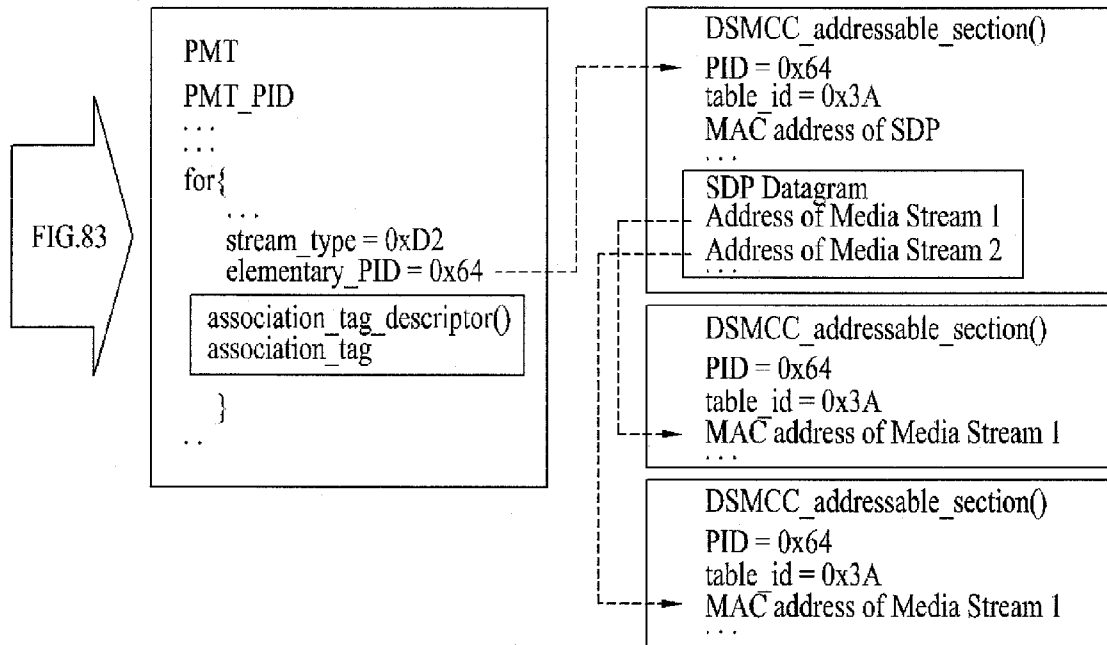 FIG.83
PMT
PMT_PID
...
...
for{
...
stream_type = 0xD2
elementary_PID = 0x64
association_tag_descriptor()
association_tag
}
..
DSMCC_addressable_section()
PID = 0x64
table_id = 0x3A
MAC address of SDP
...
SDP Datagram
Address of Media Stream 1
Address of Media Stream 2
...
DSMCC_addressable_section()
PID = 0x64
table_id = 0x3A
MAC address of Media Stream 1
...
DSMCC_addressable_section()
PID = 0x64
table_id = 0x3A
MAC address of Media Stream 1
...